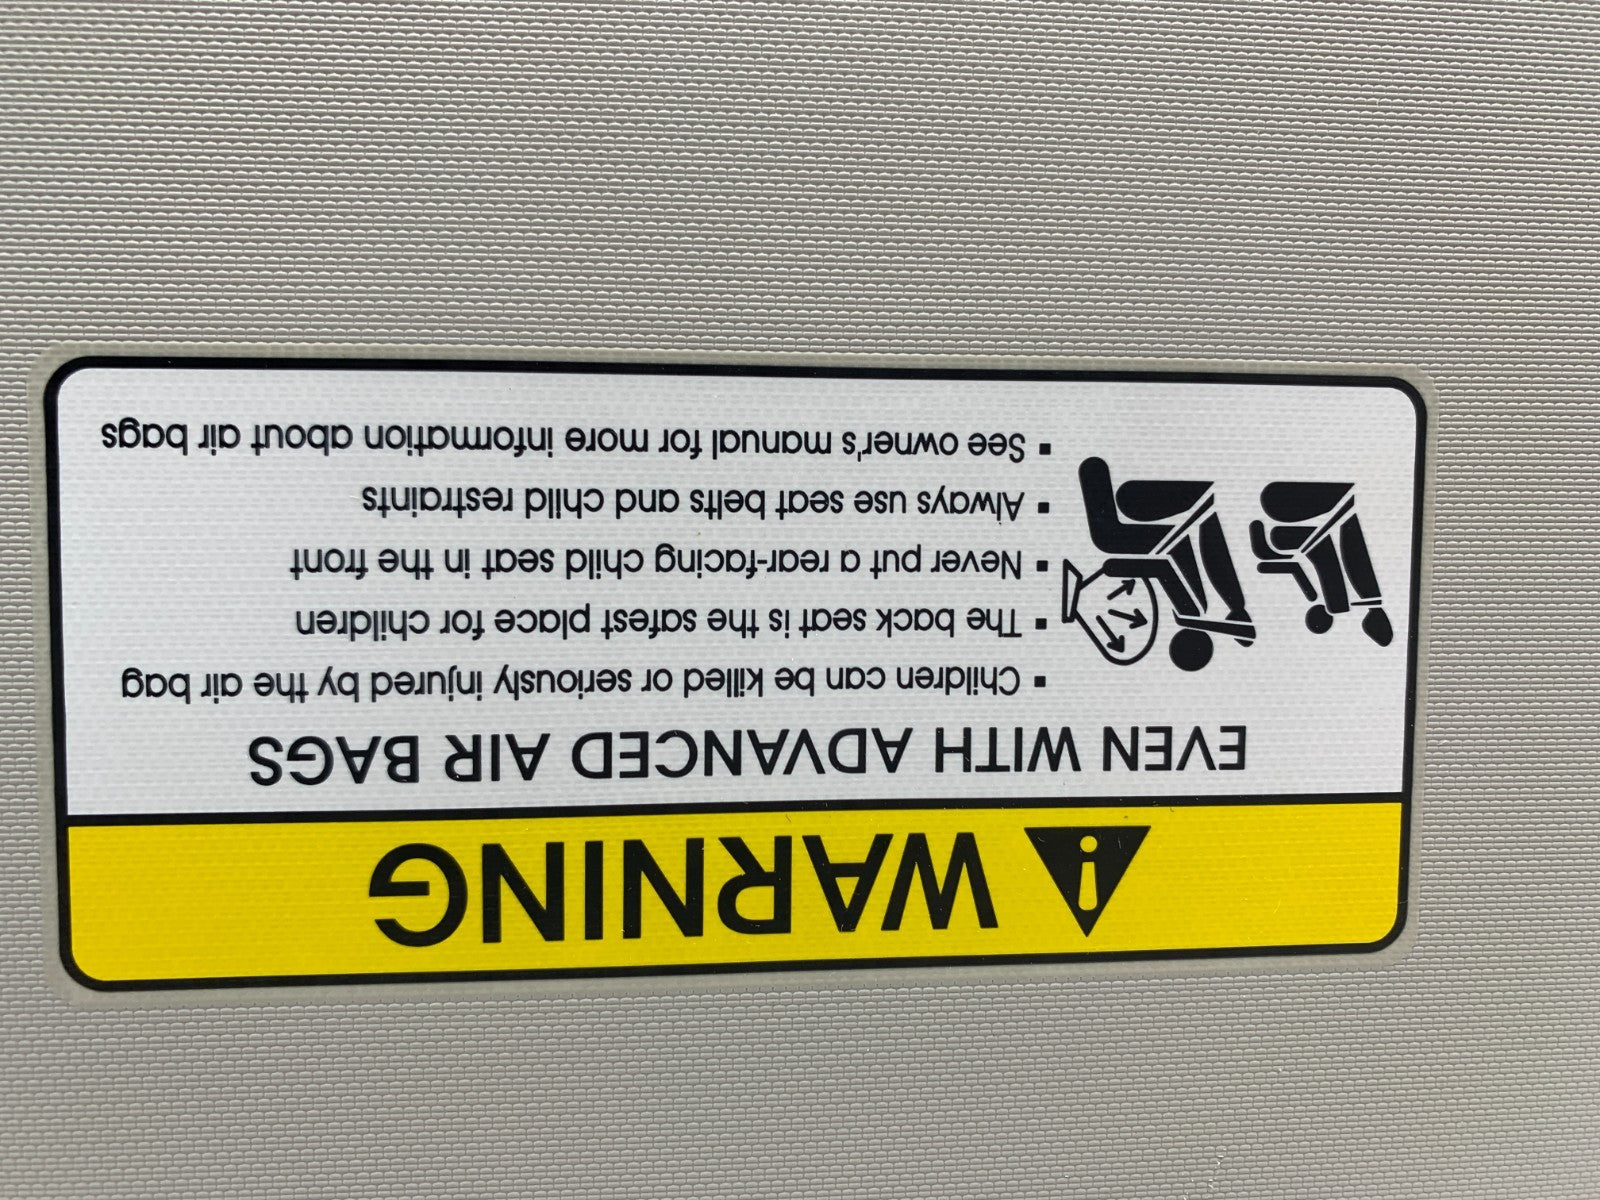 WARNING
EVEN WITH ADVANCED AIR BAGS
▪ Children can be killed or seriously injured by the air bag
▪ The back seat is the safest place for children
▪ Never put a rear-facing child seat in the front
▪ Always use seat belts and child restraints
▪ See owner's manual for more information about air bags